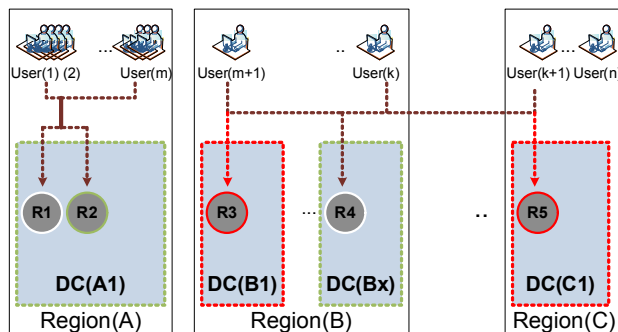 ... ..  ...
User(1) (2) User(m) User(m+1) User(k) User(k+1) User(n)
R1 R2 R3 ... R4 .. R5
DC(A1) DC(B1) DC(Bx) DC(C1)
Region(A) Region(B) Region(C)